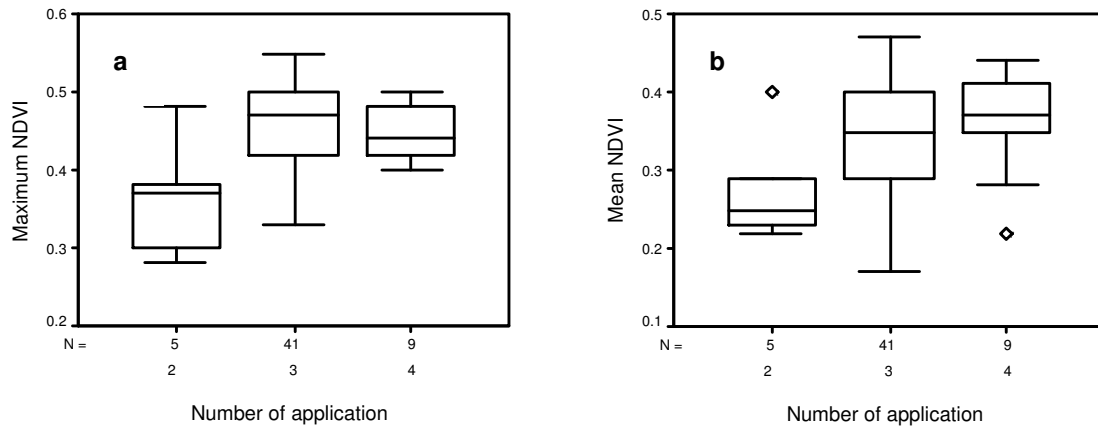 a
Maximum NDVI
0.6
0.5
0.4
0.3
0.2
N = 5 41 9
2 3 4
Number of application
b
Mean NDVI
0.5
0.4
0.3
0.2
0.1
N = 5 41 9
2 3 4
Number of application